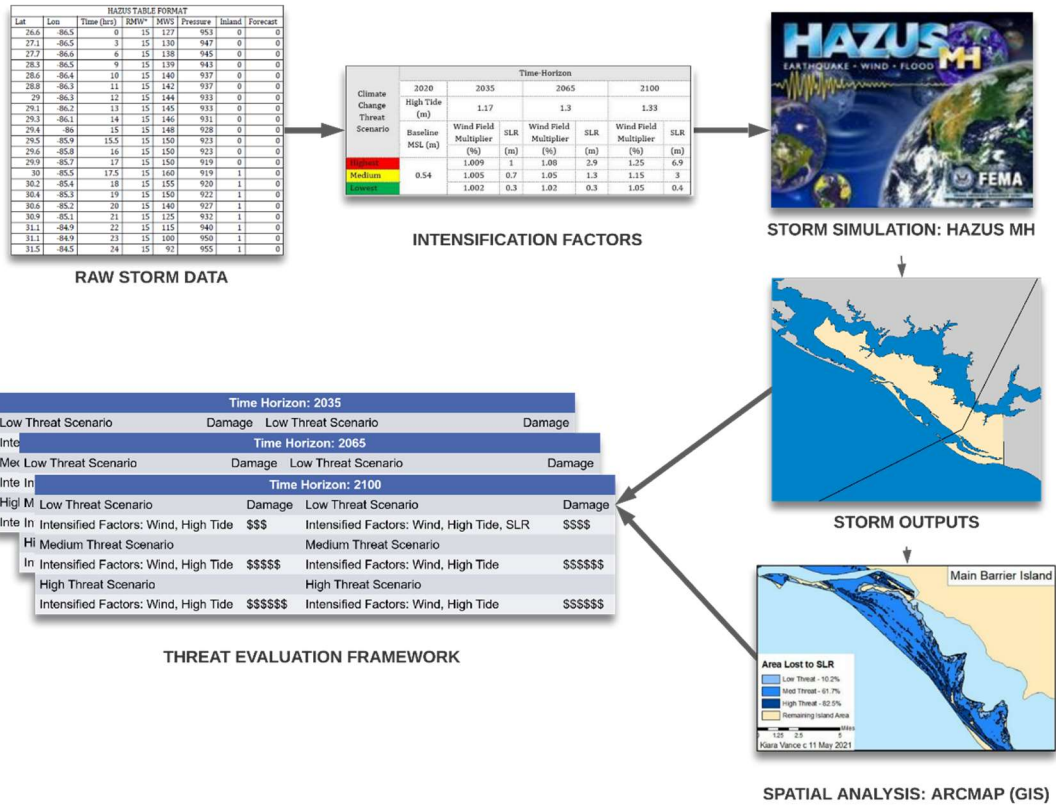 HAZUS TABLE FORMAT
Lat Lon Time (hrs) RMW* MWS Pressure Inland Forecast
26.6 -86.5 0 15 127 953 0 0
27.1 -86.5 3 15 130 947 0 0
27.7 -86.6 6 15 138 945 0 0
28.3 -86.5 9 15 139 943 0 0
28.6 -86.4 10 15 140 937 0 0
28.8 -86.3 11 15 142 937 0 0
29 -86.3 12 15 144 933 0 0
29.1 -86.2 13 15 145 933 0 0
29.3 -86.1 14 15 146 931 0 0
29.4 -86 15 15 148 928 0 0
29.5 -85.9 15.5 15 150 923 0 0
29.6 -85.8 16 15 150 923 0 0
29.9 -85.7 17 15 150 919 0 0
30 -85.5 17.5 15 160 919 1 0
30.2 -85.4 18 15 155 920 1 0
30.4 -85.3 19 15 150 922 1 0
30.6 -85.2 20 15 140 927 1 0
30.9 -85.1 21 15 125 932 1 0
31.1 -84.9 22 15 115 940 1 0
31.1 -84.9 23 15 100 950 1 0
31.5 -84.5 24 15 92 955 1 0
RAW STORM DATA
Climate
Change
Threat
Scenario
Time-Horizon
2020 2035 2065 2100
High Tide
(m)
1.17 1.3 1.33
Baseline
MSL (m)
Wind Field
Multiplier
(%)
SLR
(m)
Wind Field
Multiplier
(%)
SLR
(m)
Wind Field
Multiplier
(%)
SLR
(m)
Highest 1.009 1 1.08 2.9 1.25 6.9
Medium 0.54 1.005 0.7 1.05 1.3 1.15 3
Lowest 1.002 0.3 1.02 0.3 1.05 0.4
INTENSIFICATION FACTORS
HAZUS
MH
EARTHQUAKE • WIND • FLOOD
FEMA
STORM SIMULATION: HAZUS MH
STORM OUTPUTS
Main Barrier Island
Area Lost to SLR
Low Threat - 10.2%
Med Threat - 61.7%
High Threat - 82.5%
Remaining Island Area
Miles
1.25 2.5 5
Kiara Vance c 11 May 2021
SPATIAL ANALYSIS: ARCMAP (GIS)
Time Horizon: 2035
Low Threat Scenario Damage Low Threat Scenario Damage
Inte
Med
Inte
Higl
Inte
Time Horizon: 2065
Low Threat Scenario Damage Low Threat Scenario Damage
In
M
In
Hi
In
Time Horizon: 2100
Low Threat Scenario Damage Low Threat Scenario Damage
Intensified Factors: Wind, High Tide $$$ Intensified Factors: Wind, High Tide, SLR $$$$
Medium Threat Scenario Medium Threat Scenario
Intensified Factors: Wind, High Tide $$$$$ Intensified Factors: Wind, High Tide $$$$$$
High Threat Scenario High Threat Scenario
Intensified Factors: Wind, High Tide $$$$$$ Intensified Factors: Wind, High Tide $$$$$$
THREAT EVALUATION FRAMEWORK